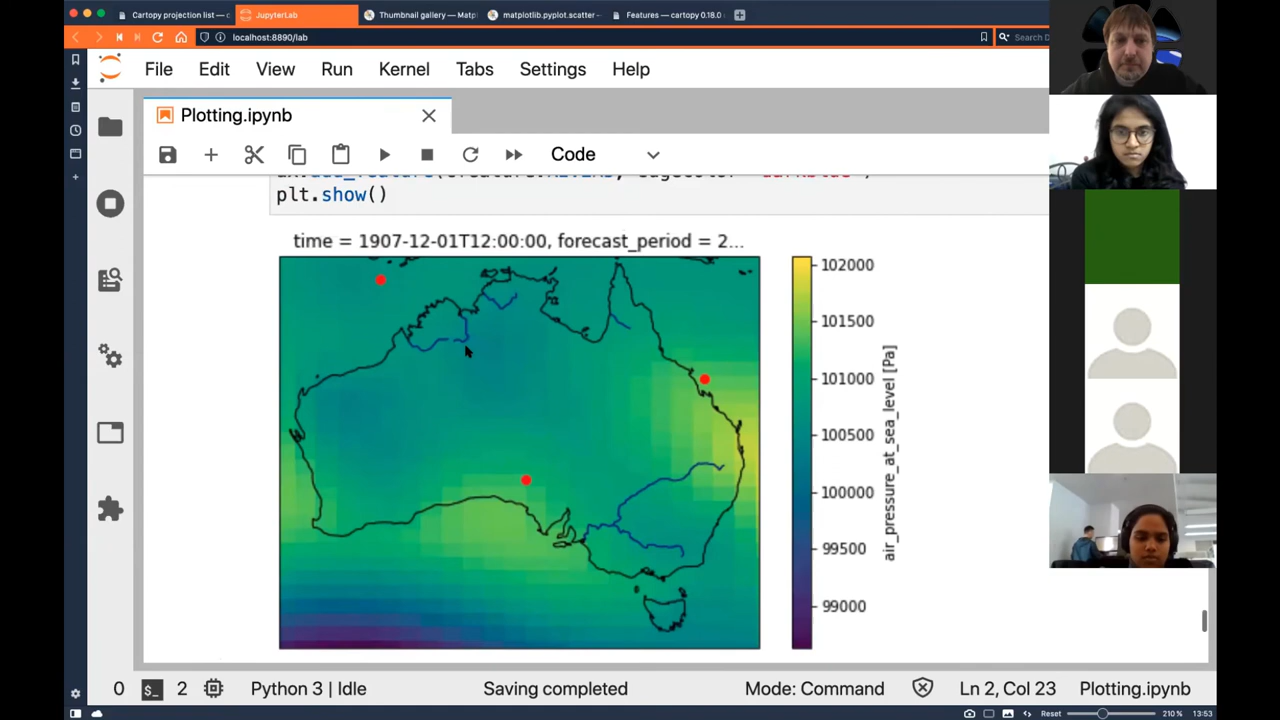 Cartopy projection list — c
JupyterLab
Thumbnail gallery — Matp
matplotlib.pyplot.scatter —
Features — cartopy 0.18.0
localhost:8890/lab
Search D
File Edit View Run Kernel Tabs Settings Help
Plotting.ipynb
Code
plt.show()
time = 1907-12-01T12:00:00, forecast_period = 2...
102000
101500
101000
100500
100000
99500
99000
air_pressure_at_sea_level [Pa]
0 $_ 2 Python 3 | Idle Saving completed Mode: Command Ln 2, Col 23 Plotting.ipynb
Reset 210 % 13:53